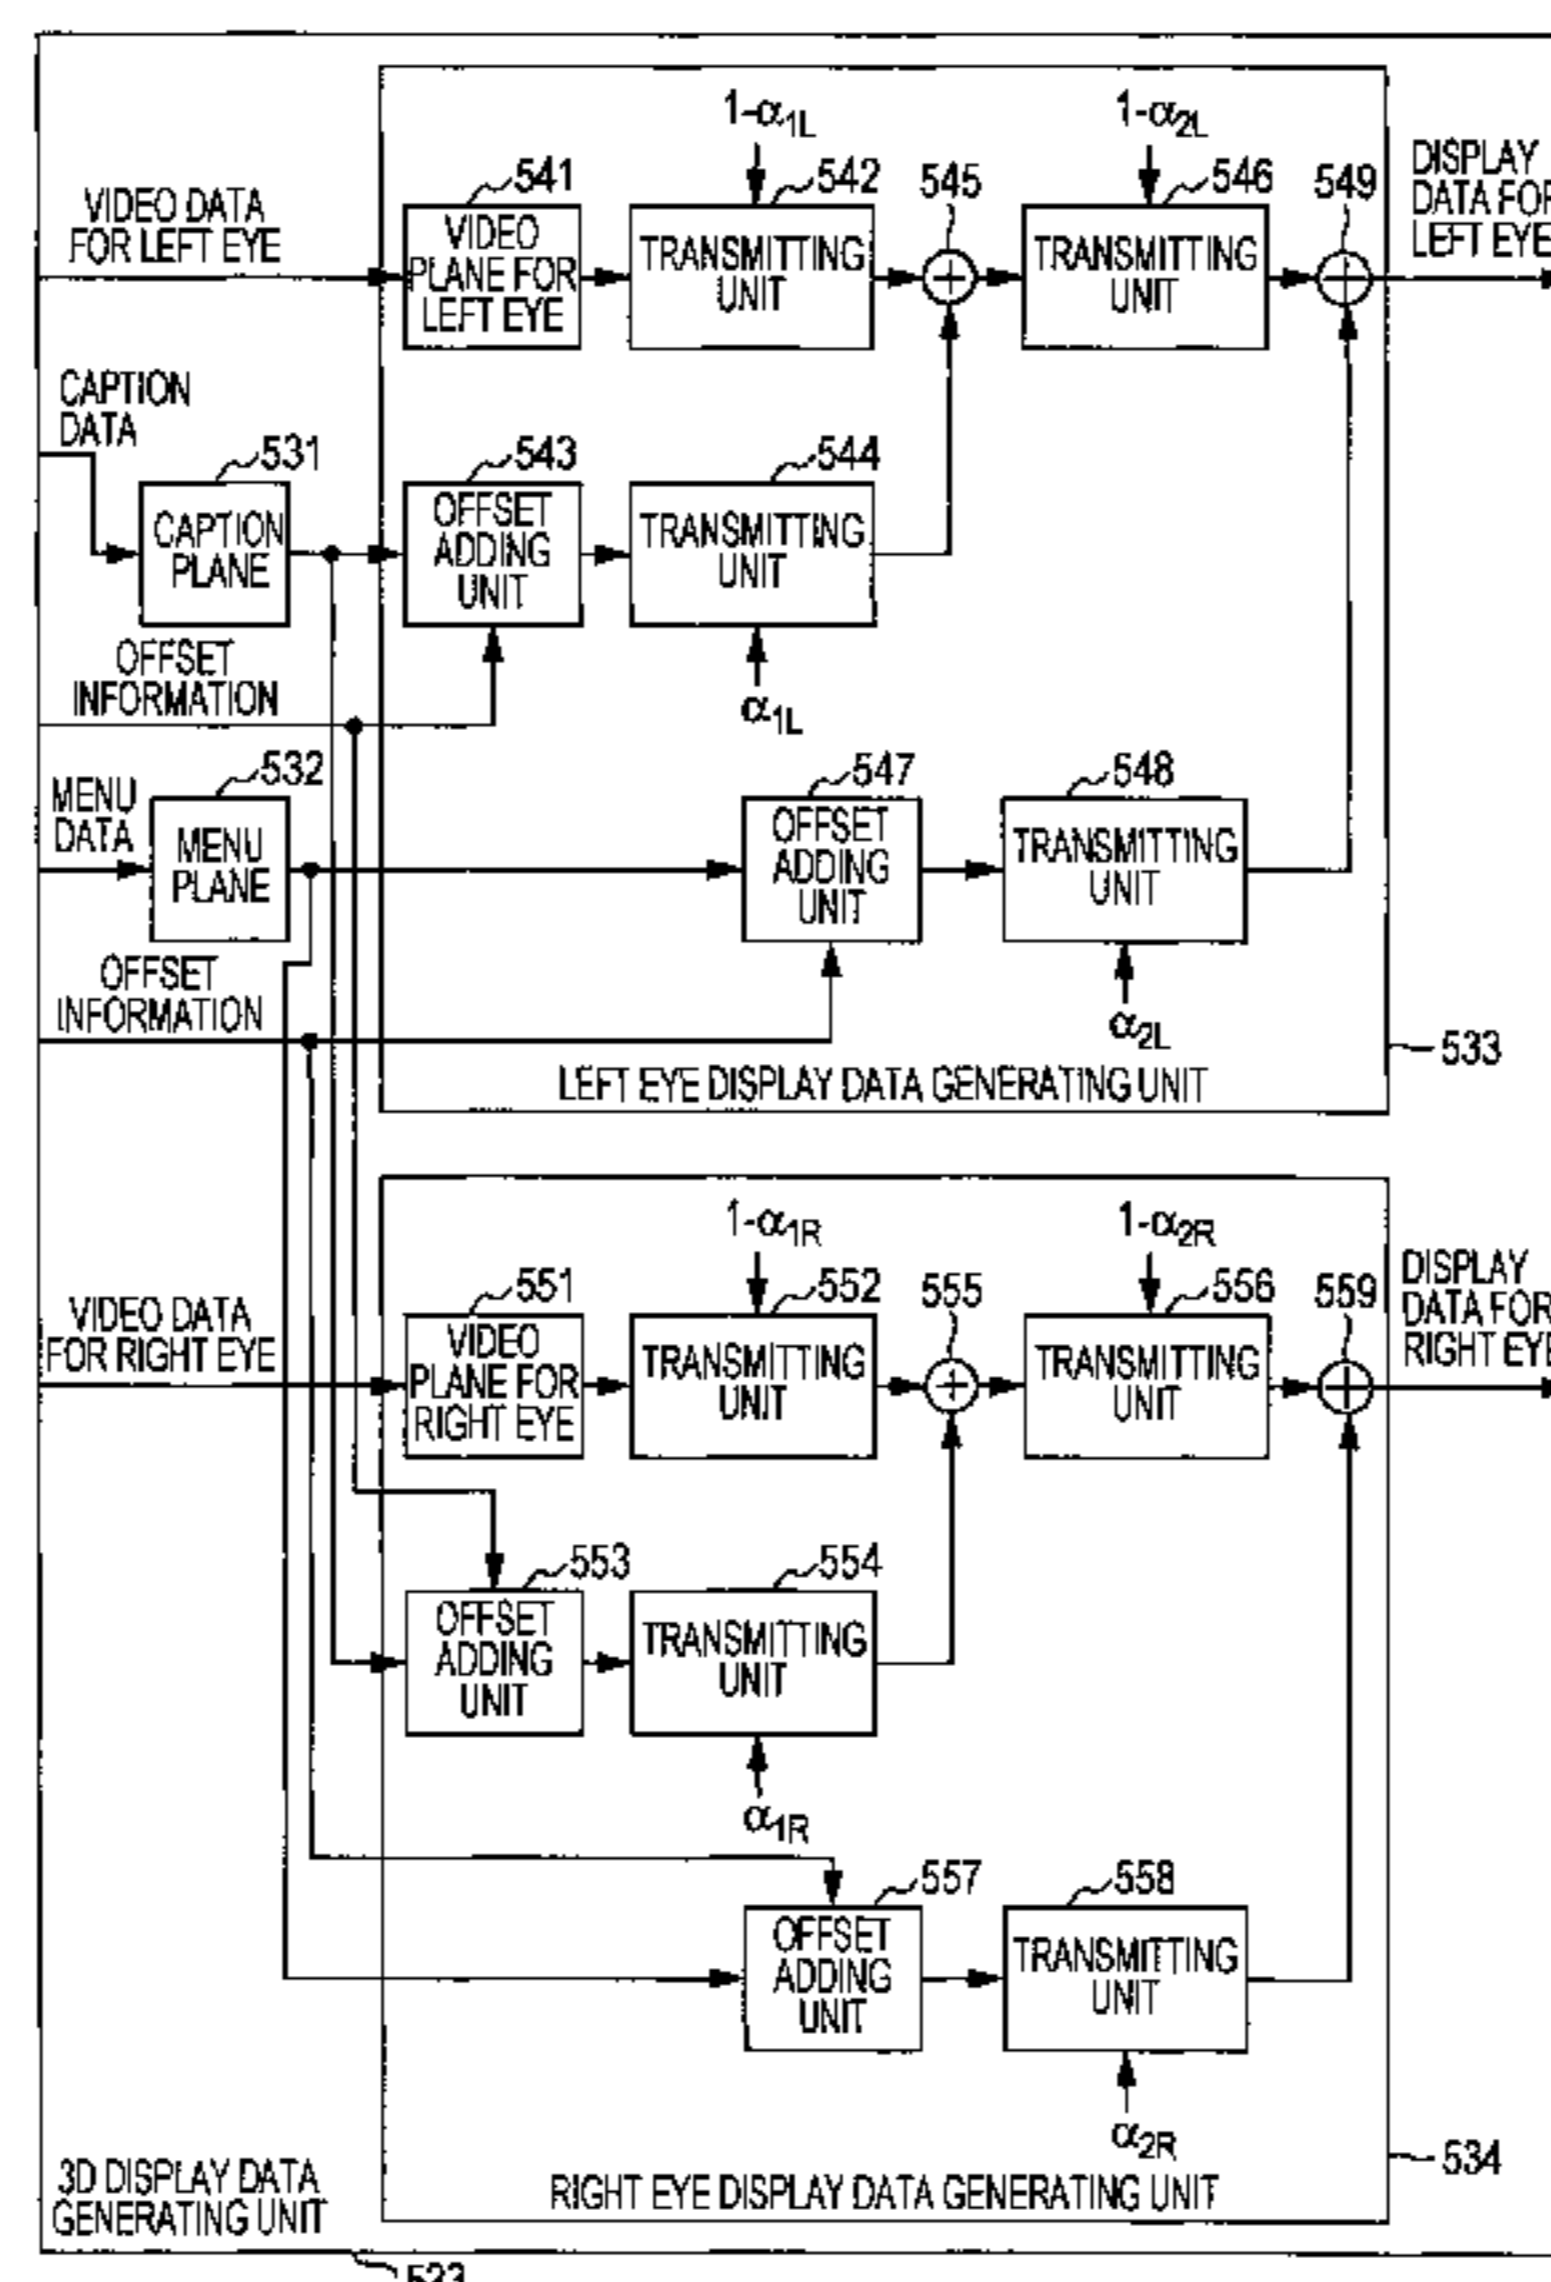 1-α1L
1-α2L
541
542
545
546
549
DISPLAY
DATA FOR
LEFT EYE
VIDEO DATA
FOR LEFT EYE
VIDEO
PLANE FOR
LEFT EYE
TRANSMITTING
UNIT
TRANSMITTING
UNIT
CAPTION
DATA
531
543
544
CAPTION
PLANE
OFFSET
ADDING
UNIT
TRANSMITTING
UNIT
OFFSET
INFORMATION
α1L
MENU
DATA
532
547
548
MENU
PLANE
OFFSET
ADDING
UNIT
TRANSMITTING
UNIT
OFFSET
INFORMATION
α2L
533
LEFT EYE DISPLAY DATA GENERATING UNIT
1-α1R
1-α2R
551
552
555
556
559
DISPLAY
DATA FOR
RIGHT EYE
VIDEO DATA
FOR RIGHT EYE
VIDEO
PLANE FOR
RIGHT EYE
TRANSMITTING
UNIT
TRANSMITTING
UNIT
553
554
OFFSET
ADDING
UNIT
TRANSMITTING
UNIT
α1R
557
558
OFFSET
ADDING
UNIT
TRANSMITTING
UNIT
α2R
534
3D DISPLAY DATA
GENERATING UNIT
RIGHT EYE DISPLAY DATA GENERATING UNIT